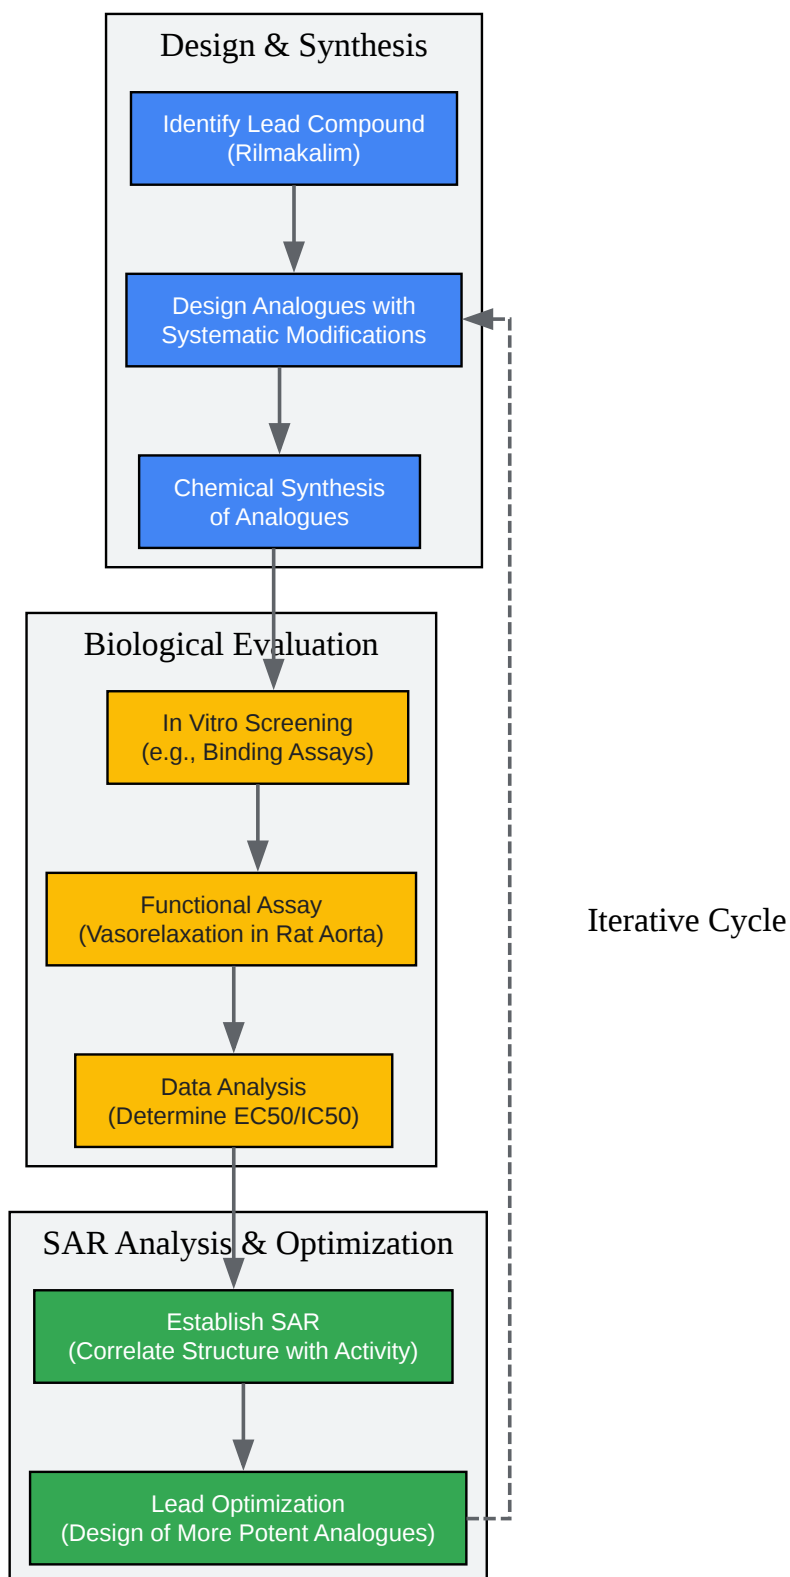 Design & Synthesis
Identify Lead Compound
(Rilmakalim)
Design Analogues with
Systematic Modifications
Chemical Synthesis
of Analogues
Biological Evaluation
In Vitro Screening
(e.g., Binding Assays)
Functional Assay
(Vasorelaxation in Rat Aorta)
Iterative Cycle
Data Analysis
(Determine EC50/IC50)
SAR Analysis & Optimization
Establish SAR
(Correlate Structure with Activity)
Lead Optimization
(Design of More Potent Analogues)